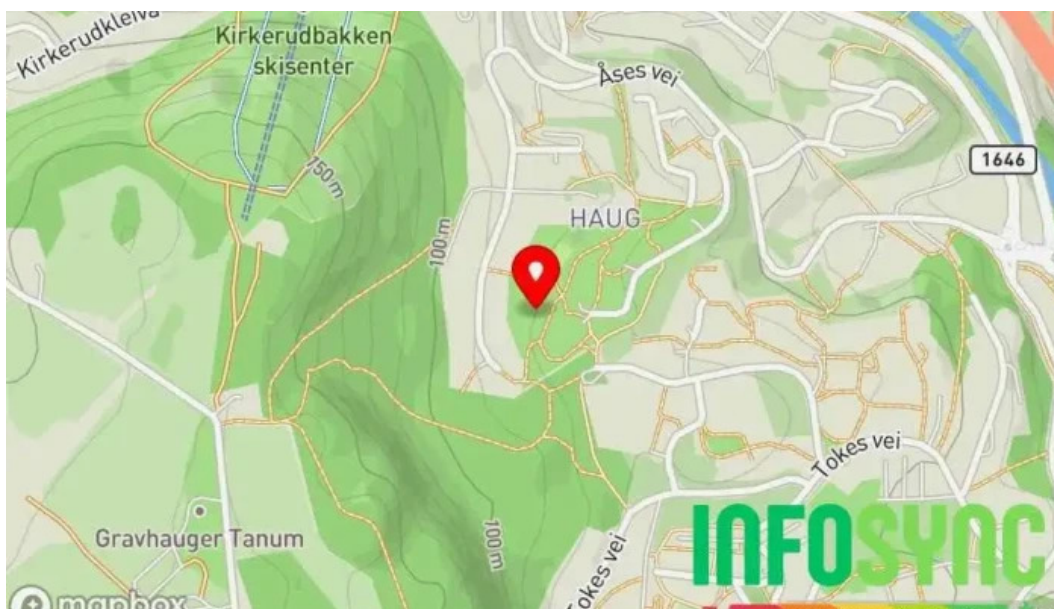 Kirkerudkleiva
Kirkerudbakken
skisenter
Åses vei
150 m
1646
HAUG
100 m
Tokes vei
Gravhauger Tanum
100 m
Tokes vei
INFOSYNC
mapbox